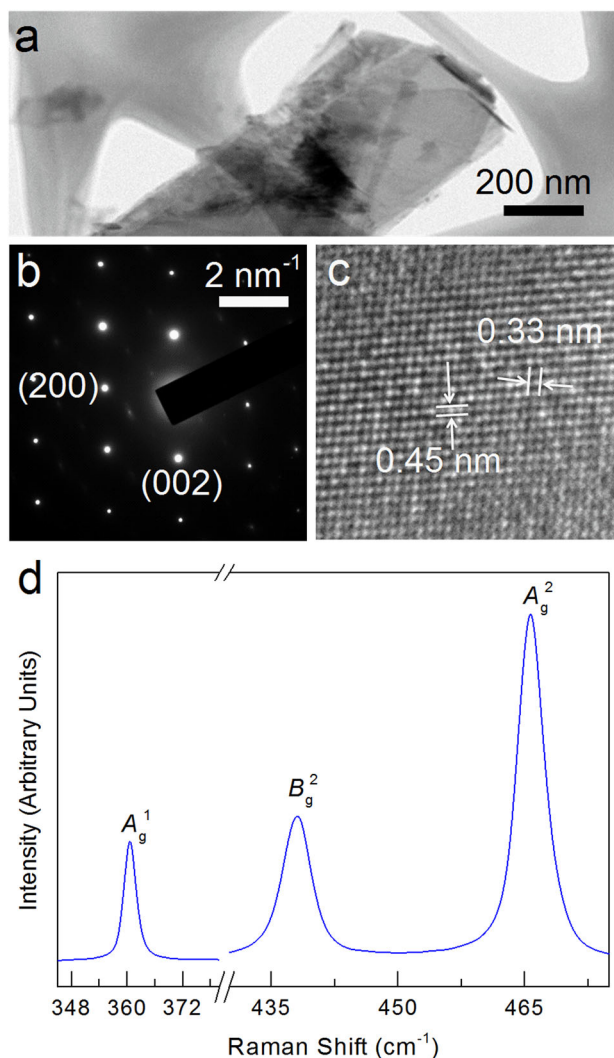 a
200 nm
b
2 nm⁻¹
(200)
(002)
c
0.33 nm
0.45 nm
d
Ag¹
Bg²
Ag²
Intensity (Arbitrary Units)
348 360 372 435 450 465
Raman Shift (cm⁻¹)